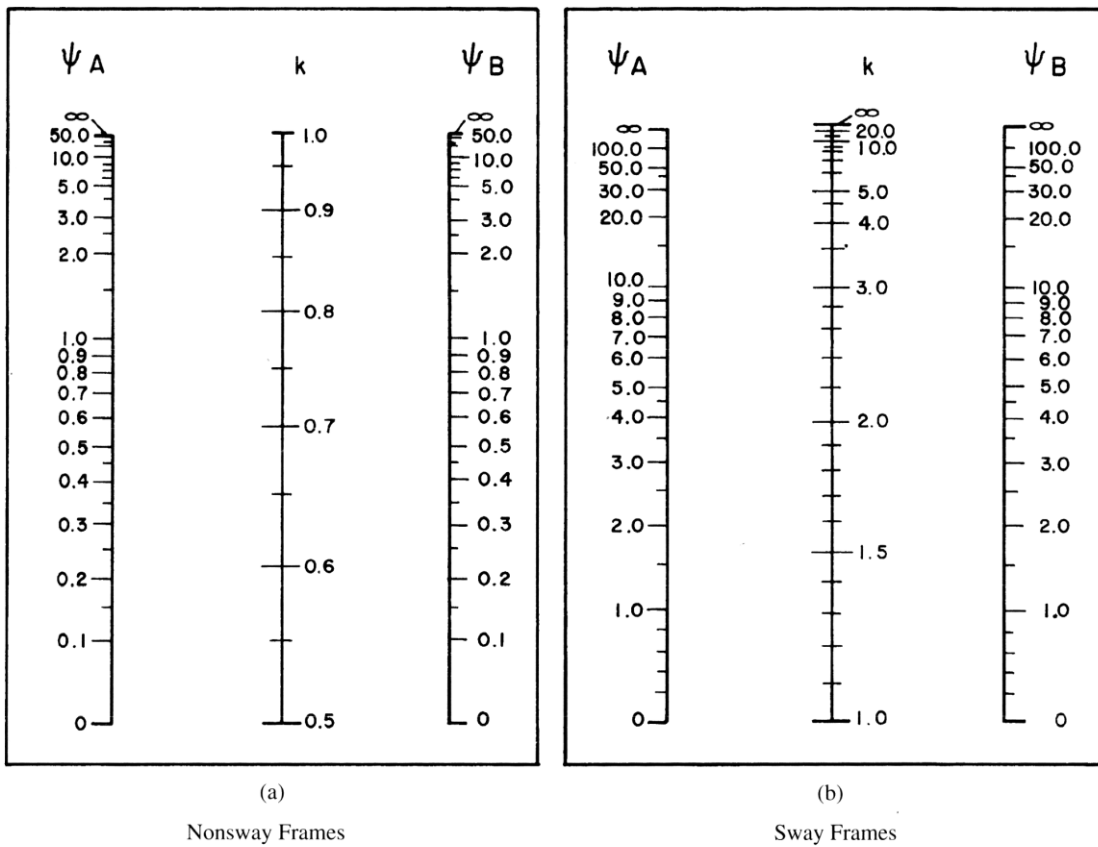 ψA k ψB
∞ ∞
50.0 1.0 50.0
10.0 10.0
5.0 0.9 5.0
3.0 3.0
2.0 2.0
0.8
1.0 1.0
0.9 0.9
0.8 0.8
0.7 0.7
0.6 0.7 0.6
0.5 0.5
0.4 0.4
0.3 0.3
0.2 0.6 0.2
0.1 0.1
0 0.5 0
(a)
Nonsway Frames
ψA k ψB
∞ ∞ ∞
100.0 20.0 100.0
50.0 10.0 50.0
30.0 5.0 30.0
20.0 4.0 20.0
10.0 3.0 10.0
9.0 9.0
8.0 8.0
7.0 7.0
6.0 6.0
5.0 5.0
4.0 2.0 4.0
3.0 3.0
2.0 2.0
1.5
1.0 1.0
0 1.0 0
(b)
Sway Frames